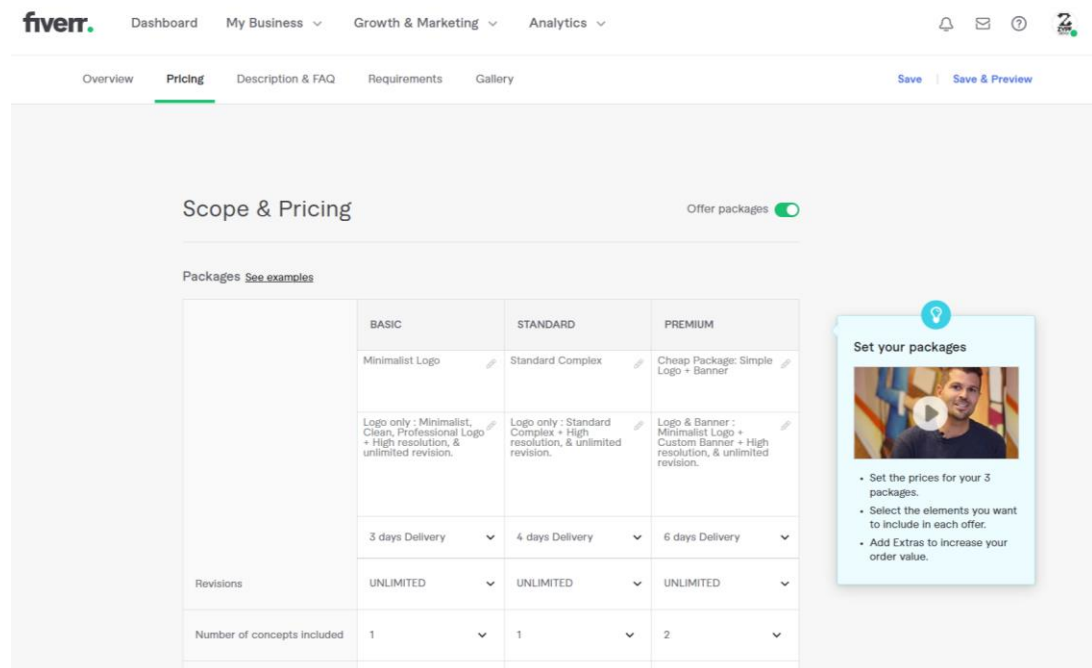 fiverr.
Dashboard
My Business
Growth & Marketing
Analytics
Overview
Pricing
Description & FAQ
Requirements
Gallery
Save
Save & Preview
Scope & Pricing
Offer packages
Packages See examples
BASIC
STANDARD
PREMIUM
Minimalist Logo
Standard Complex
Cheap Package: Simple
Logo + Banner
Logo only : Minimalist,
Clean, Professional Logo
+ High resolution, &
unlimited revision.
Logo only : Standard
Complex + High
resolution, & unlimited
revision.
Logo & Banner :
Minimalist Logo +
Custom Banner + High
resolution, & unlimited
revision.
3 days Delivery
4 days Delivery
6 days Delivery
Revisions
UNLIMITED
UNLIMITED
UNLIMITED
Number of concepts included
1
1
2
Set your packages
• Set the prices for your 3
packages.
• Select the elements you want
to include in each offer.
• Add Extras to increase your
order value.